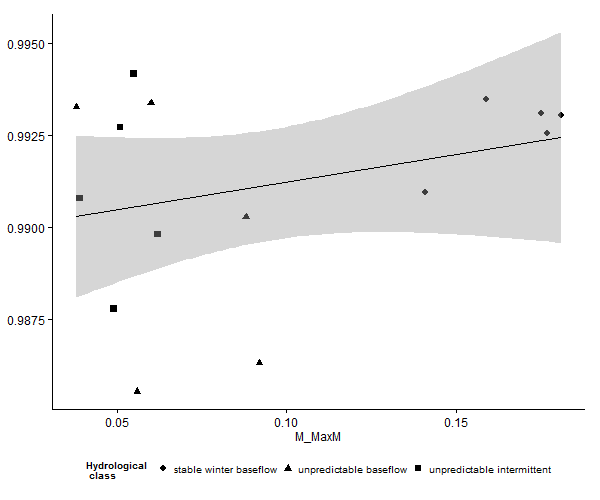 0.9950
0.9925
0.9900
0.9875
0.05 0.10 0.15
M_MaxM
Hydrological
class
stable winter baseflow unpredictable baseflow unpredictable intermittent